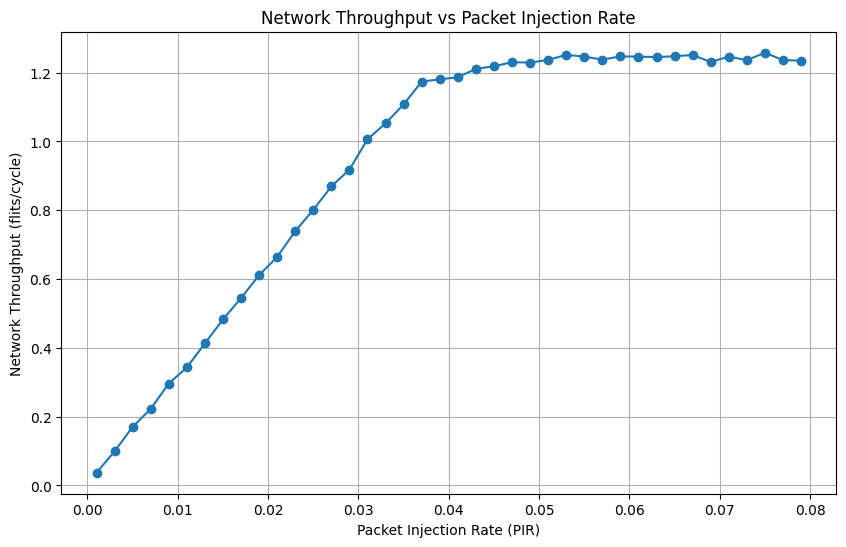 Network Throughput vs Packet Injection Rate
Network Throughput (flits/cycle)
1.2
1.0
0.8
0.6
0.4
0.2
0.0
0.00 0.01 0.02 0.03 0.04 0.05 0.06 0.07 0.08
Packet Injection Rate (PIR)